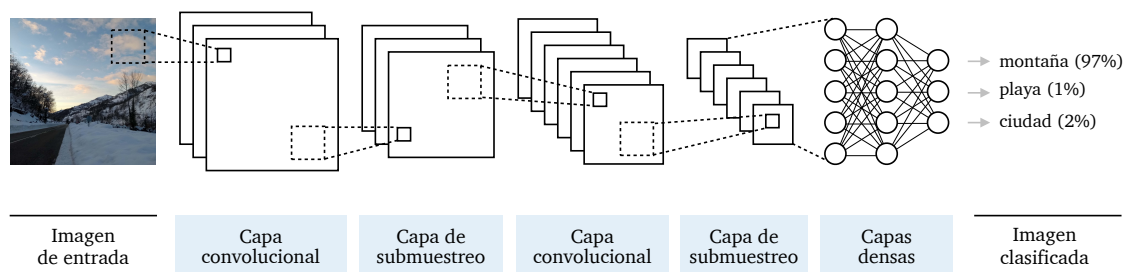 montaña (97%)
playa (1%)
ciudad (2%)
Imagen
de entrada
Capa
convolucional
Capa de
submuestreo
Capa
convolucional
Capa de
submuestreo
Capas
densas
Imagen
clasificada